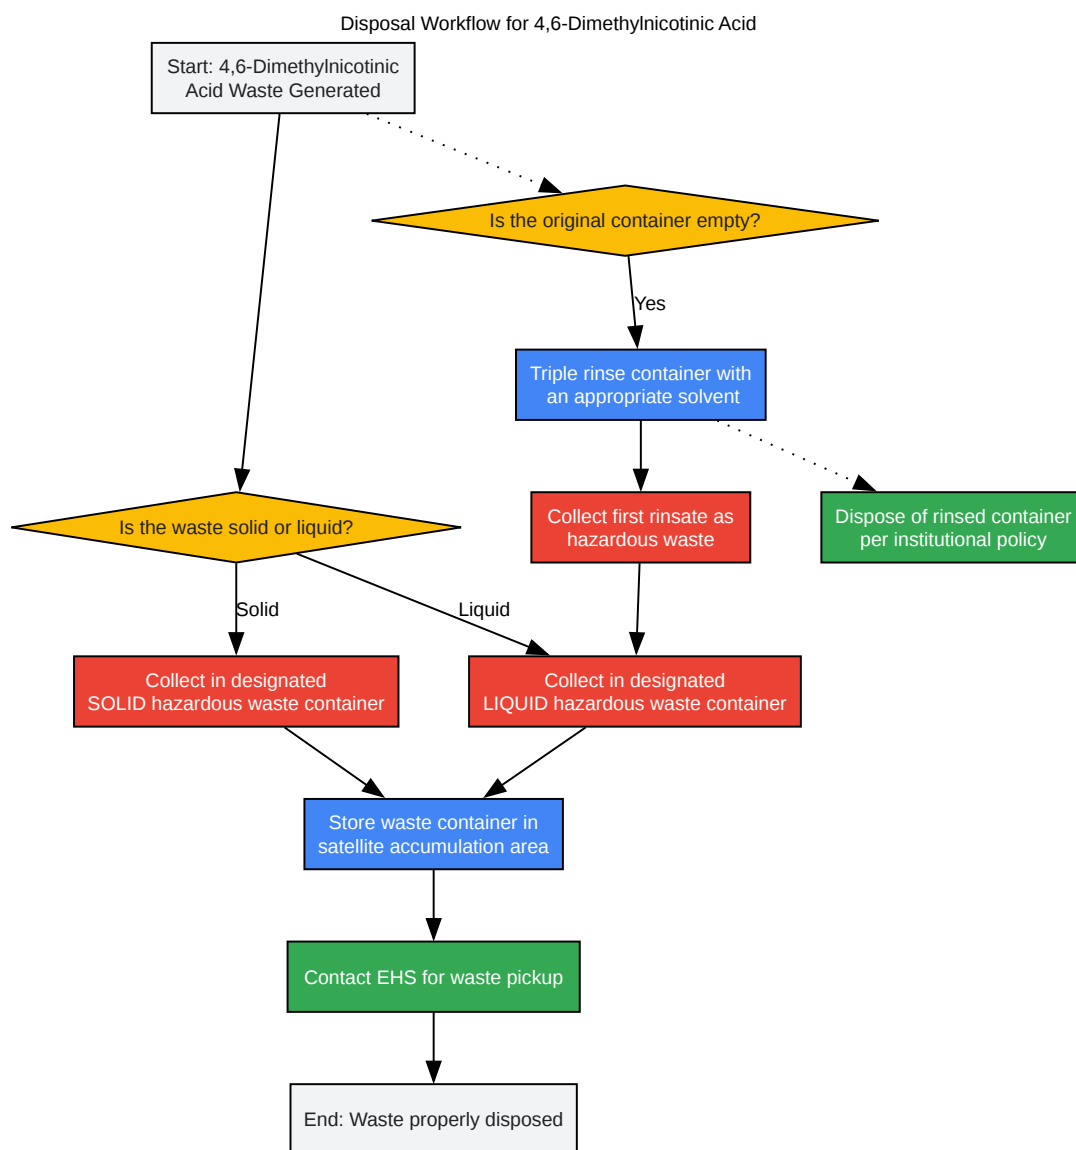 Disposal Workflow for 4,6-Dimethylnicotinic Acid
Start: 4,6-Dimethylnicotinic
Acid Waste Generated
Is the original container empty?
Yes
Triple rinse container with
an appropriate solvent
Collect first rinsate as
hazardous waste
Dispose of rinsed container
per institutional policy
Is the waste solid or liquid?
Solid
Liquid
Collect in designated
SOLID hazardous waste container
Collect in designated
LIQUID hazardous waste container
Store waste container in
satellite accumulation area
Contact EHS for waste pickup
End: Waste properly disposed